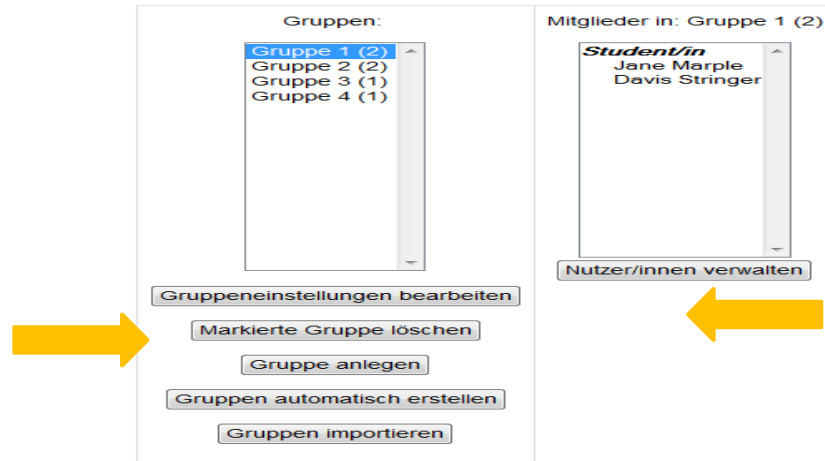 Gruppen:
Gruppe 1 (2)
Gruppe 2 (2)
Gruppe 3 (1)
Gruppe 4 (1)
Gruppeneinstellungen bearbeiten
Markierte Gruppe löschen
Gruppe anlegen
Gruppen automatisch erstellen
Gruppen importieren
Mitglieder in: Gruppe 1 (2)
Student/in
Jane Marple
Davis Stringer
Nutzer/innen verwalten